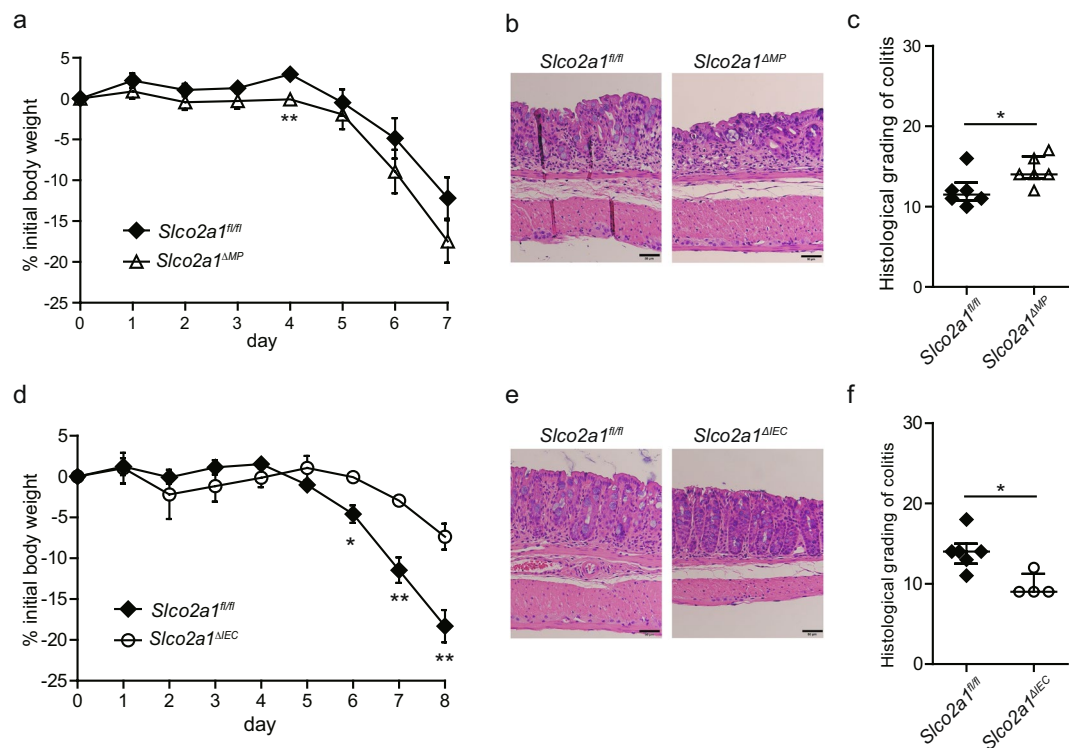 a
5
0
-5
-10
-15
-20
-25
% initial body weight
Slco2a1fl/fl
Slco2a1ΔMP
**
0 1 2 3 4 5 6 7
day
b
Slco2a1fl/fl Slco2a1ΔMP
c
30
20
10
0
Histological grading of colitis
*
Slco2a1fl/fl
Slco2a1ΔMP
d
5
0
-5
-10
-15
-20
-25
% initial body weight
*
**
**
Slco2a1fl/fl
Slco2a1ΔIEC
0 1 2 3 4 5 6 7 8
day
e
Slco2a1fl/fl Slco2a1ΔIEC
f
30
20
10
0
Histological grading of colitis
*
Slco2a1fl/fl
Slco2a1ΔIEC